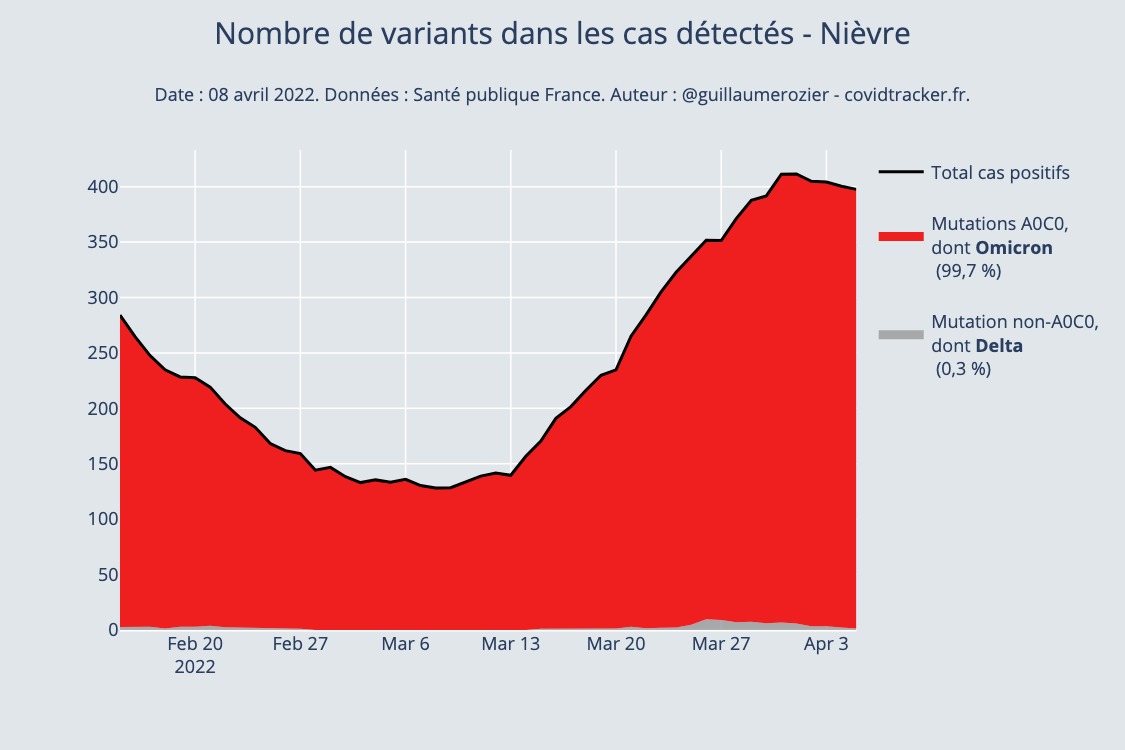 Nombre de variants dans les cas détectés - Nièvre
Date : 08 avril 2022. Données : Santé publique France. Auteur : @guillaumerozier - covidtracker.fr.
Total cas positifs
Mutations A0C0,
dont Omicron
(99,7 %)
Mutation non-A0C0,
dont Delta
(0,3 %)
400
350
300
250
200
150
100
50
0
Feb 20
2022
Feb 27
Mar 6
Mar 13
Mar 20
Mar 27
Apr 3